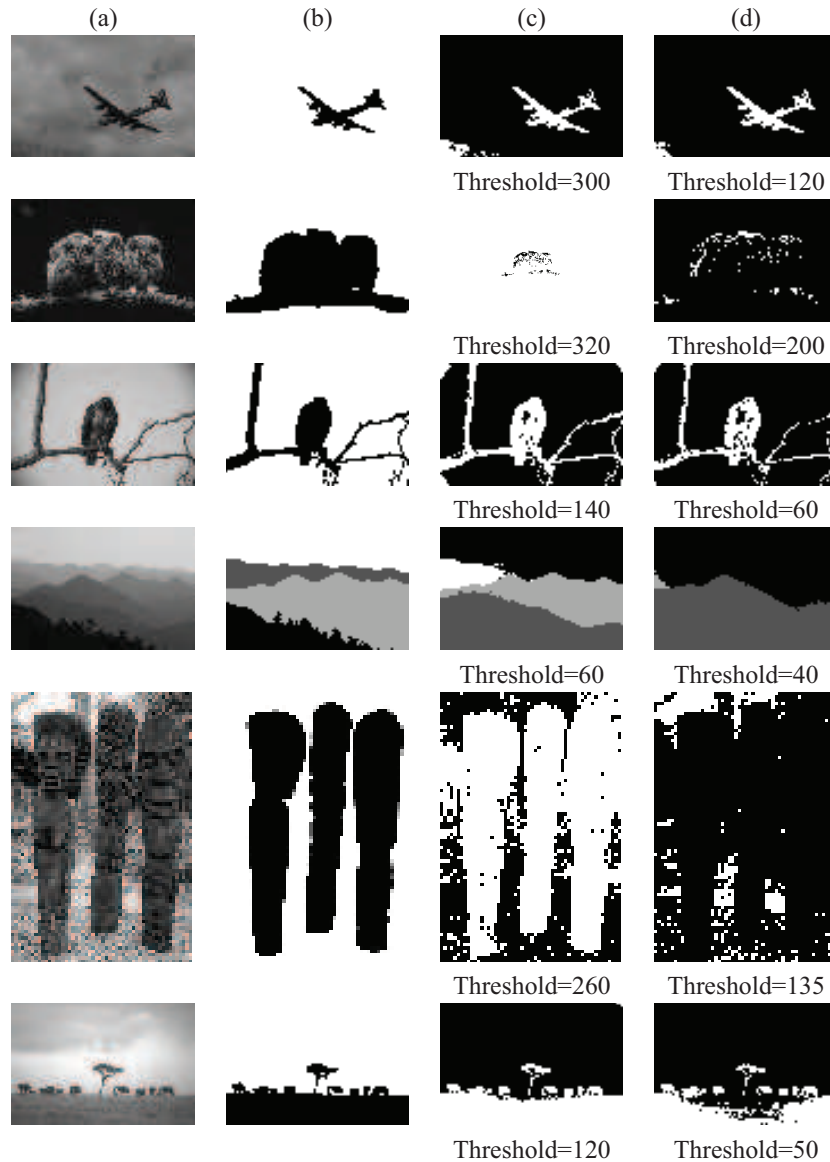 (a) (b) (c) (d)
Threshold=300 Threshold=120
Threshold=320 Threshold=200
Threshold=140 Threshold=60
Threshold=60 Threshold=40
Threshold=260 Threshold=135
Threshold=120 Threshold=50